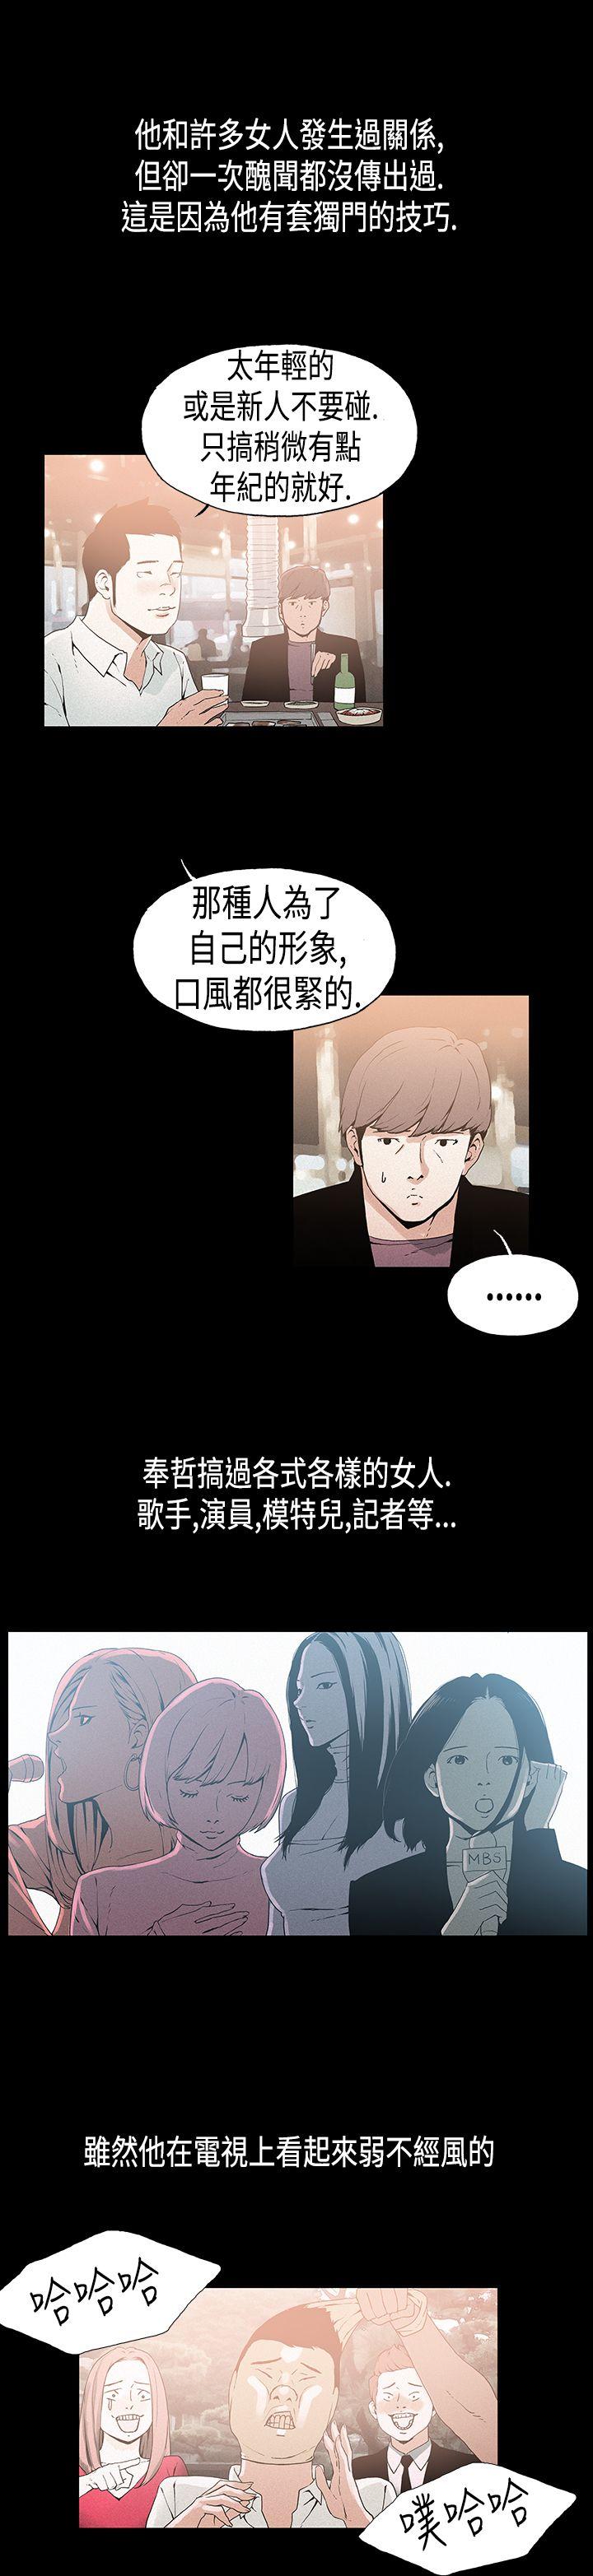 他和許多女人發生過關係,
但卻一次醜聞都沒傳出過.
這是因為他有套獨門的技巧.
太年輕的
或是新人不要碰.
只搞稍微有點
年紀的就好.
那種人為了
自己的形象,
口風都很緊的.
......
奉哲搞過各式各樣的女人.
歌手,演員,模特兒,記者等...
MBS
雖然他在電視上看起來弱不經風的
哈哈哈
噗哈哈